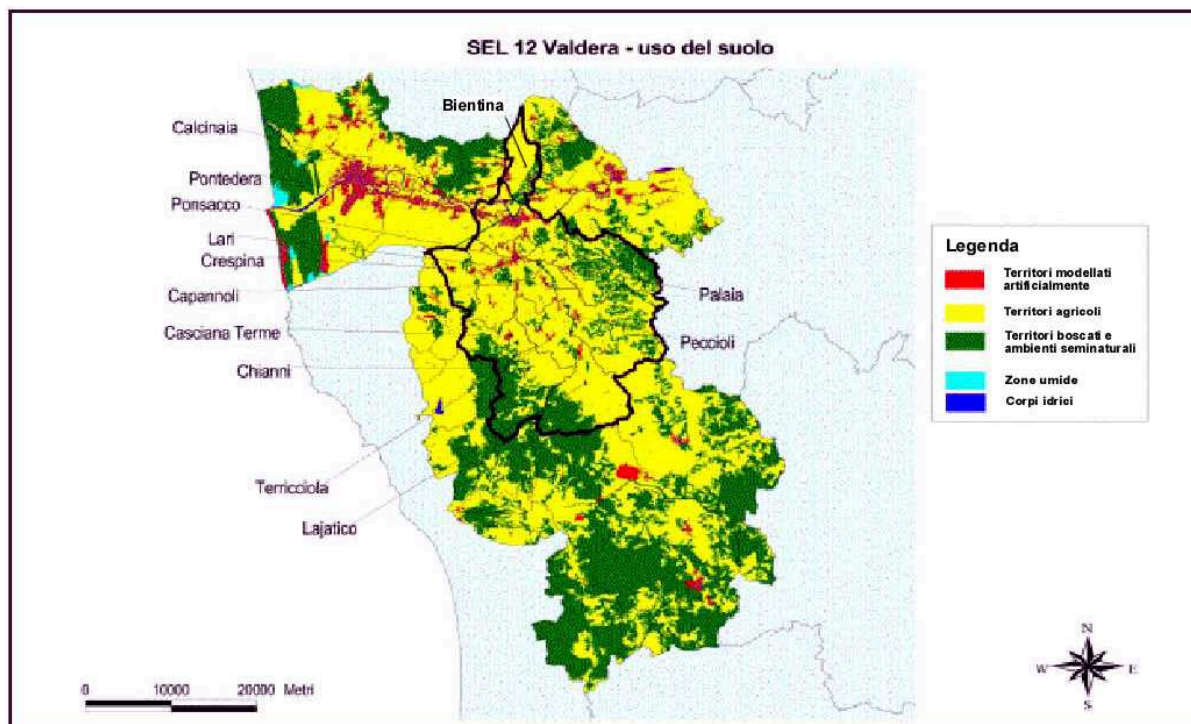 SEL 12 Valdera - uso del suolo
Bientina
Calcinaia
Pontedera
Ponsacco
Lari
Crespina
Capannoli
Casciana Terme
Chianni
Terricciola
Lajatico
Palaia
Peccioli
Legenda
Territori modellati
artificialmente
Territori agricoli
Territori boscati e
ambienti seminaturali
Zone umide
Corpi idrici
0 10000 20000 Metri
N
W E
S